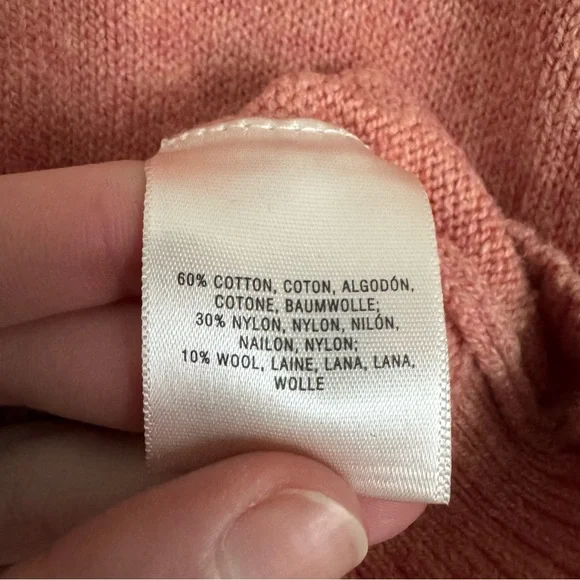 60% COTTON, COTON, ALGODÓN,
COTONE, BAUMWOLLE;
30% NYLON, NYLON, NILÓN,
NAILON, NYLON;
10% WOOL, LAINE, LANA, LANA,
WOLLE